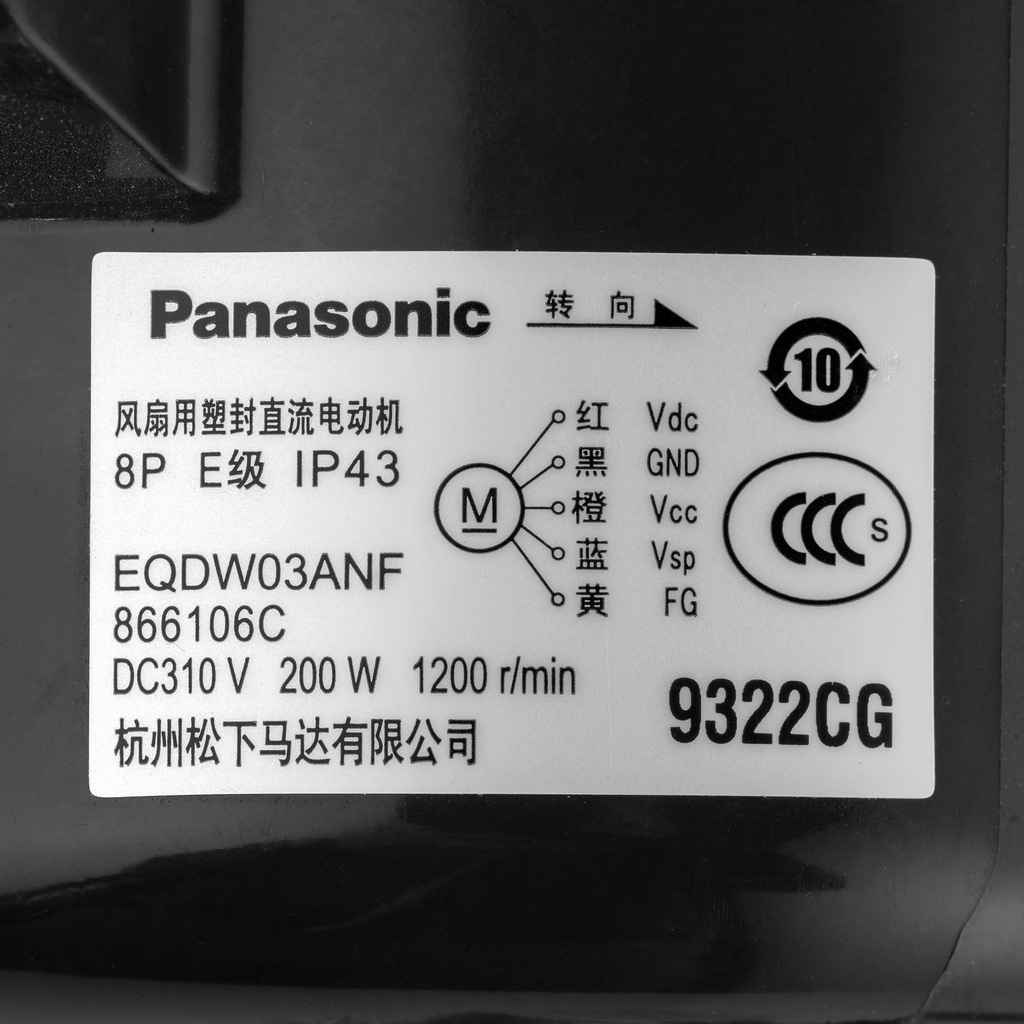 Panasonic
转 向
10
风扇用塑封直流电动机
8P E级 IP43
M
红 Vdc
黑 GND
橙 Vcc
蓝 Vsp
黄 FG
CCC S
EQDW03ANF
866106C
DC310 V 200 W 1200 r/min
9322CG
杭州松下马达有限公司